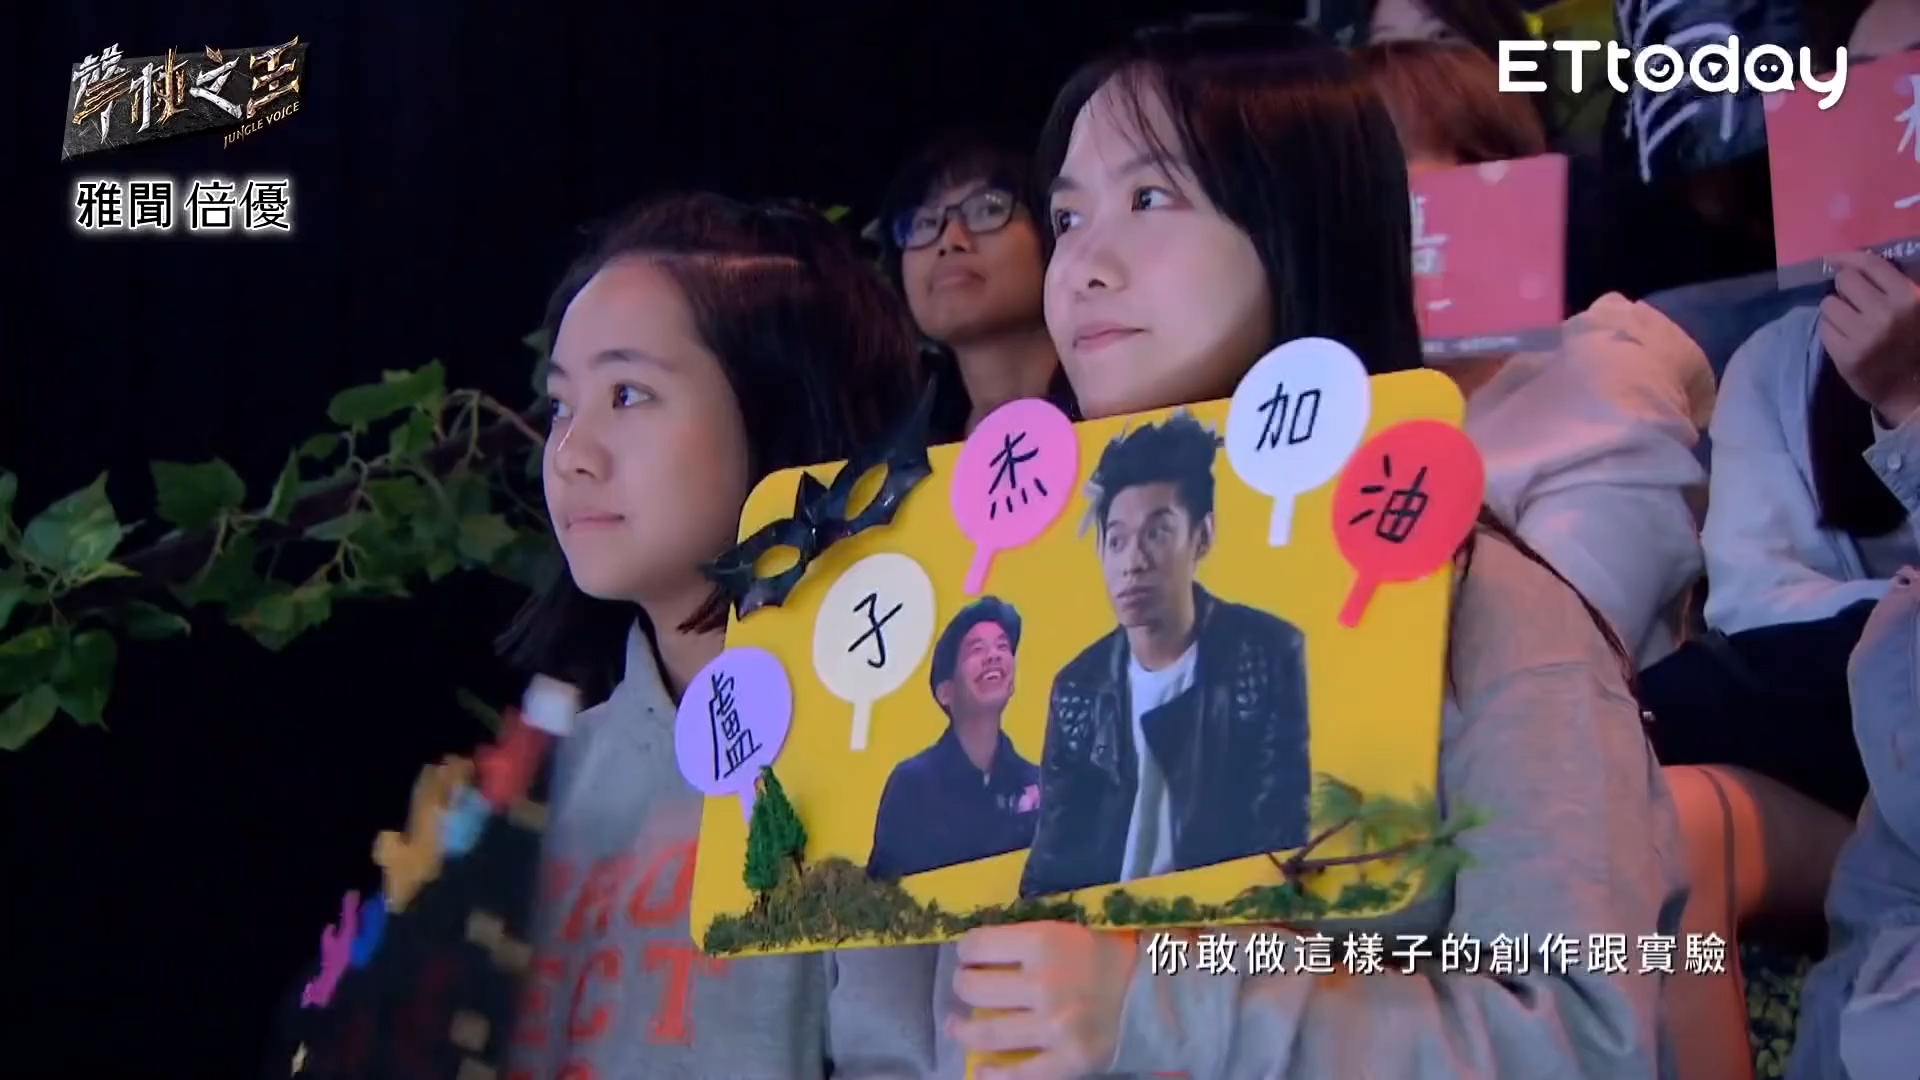 聲林之王
JUNGLE VOICE
雅聞 倍優
ETtoday
盧子杰加油
你敢做這樣子的創作跟實驗